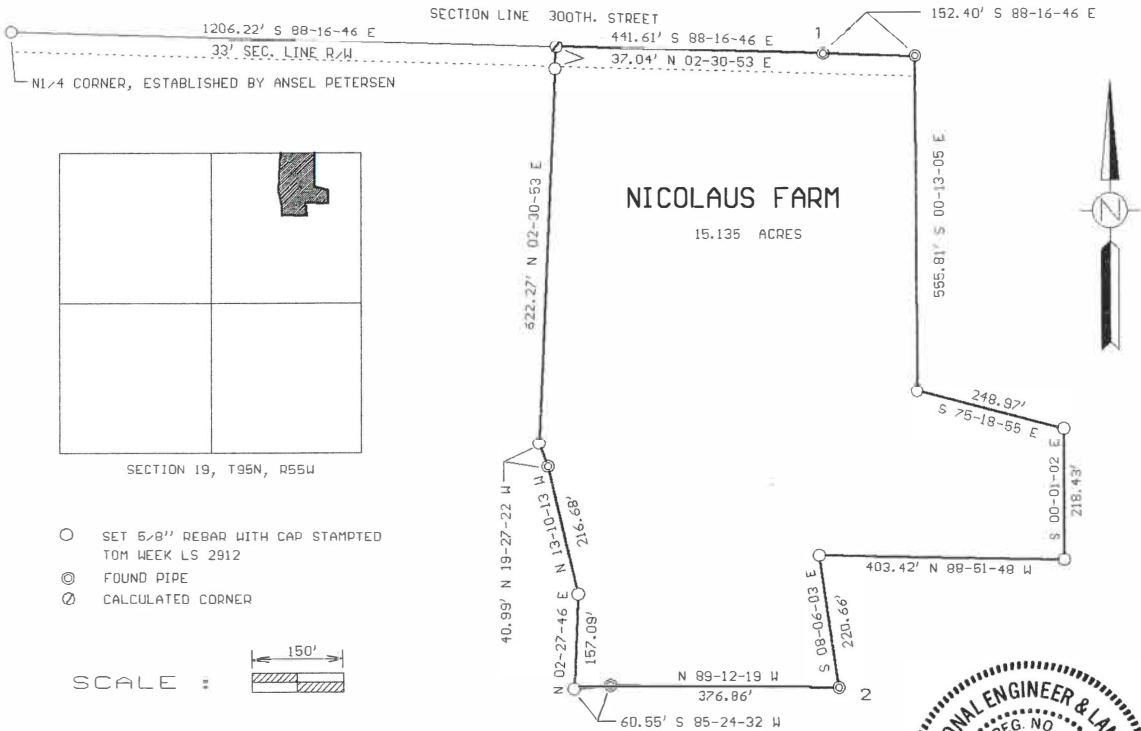 SECTION LINE 300TH. STREET
1206.22' S 88-16-46 E
441.61' S 88-16-46 E
1
152.40' S 88-16-46 E
33' SEC. LINE R/W
37.04' N 02-30-53 E
N1/4 CORNER, ESTABLISHED BY ANSEL PETERSEN
NICOLAUS FARM
15.135 ACRES
N
622.27' N 02-30-53 E
555.81' S 00-13-05 E
SECTION 19, T95N, R55W
248.97'
S 75-18-55 E
S 00-01-02 E
218.43'
40.99' N 19-27-22 W
N 13-10-13 W
216.68'
SET 5/8" REBAR WITH CAP STAMPTED
TOM WEEK LS 2912
FOUND PIPE
CALCULATED CORNER
403.42' N 88-51-48 W
S 08-06-03 E
220.66'
N 02-27-46 E
157.09'
SCALE :
150'
N 89-12-19 W
376.86'
2
60.55' S 85-24-32 W
ONAL ENGINEER & LA
REG. NO